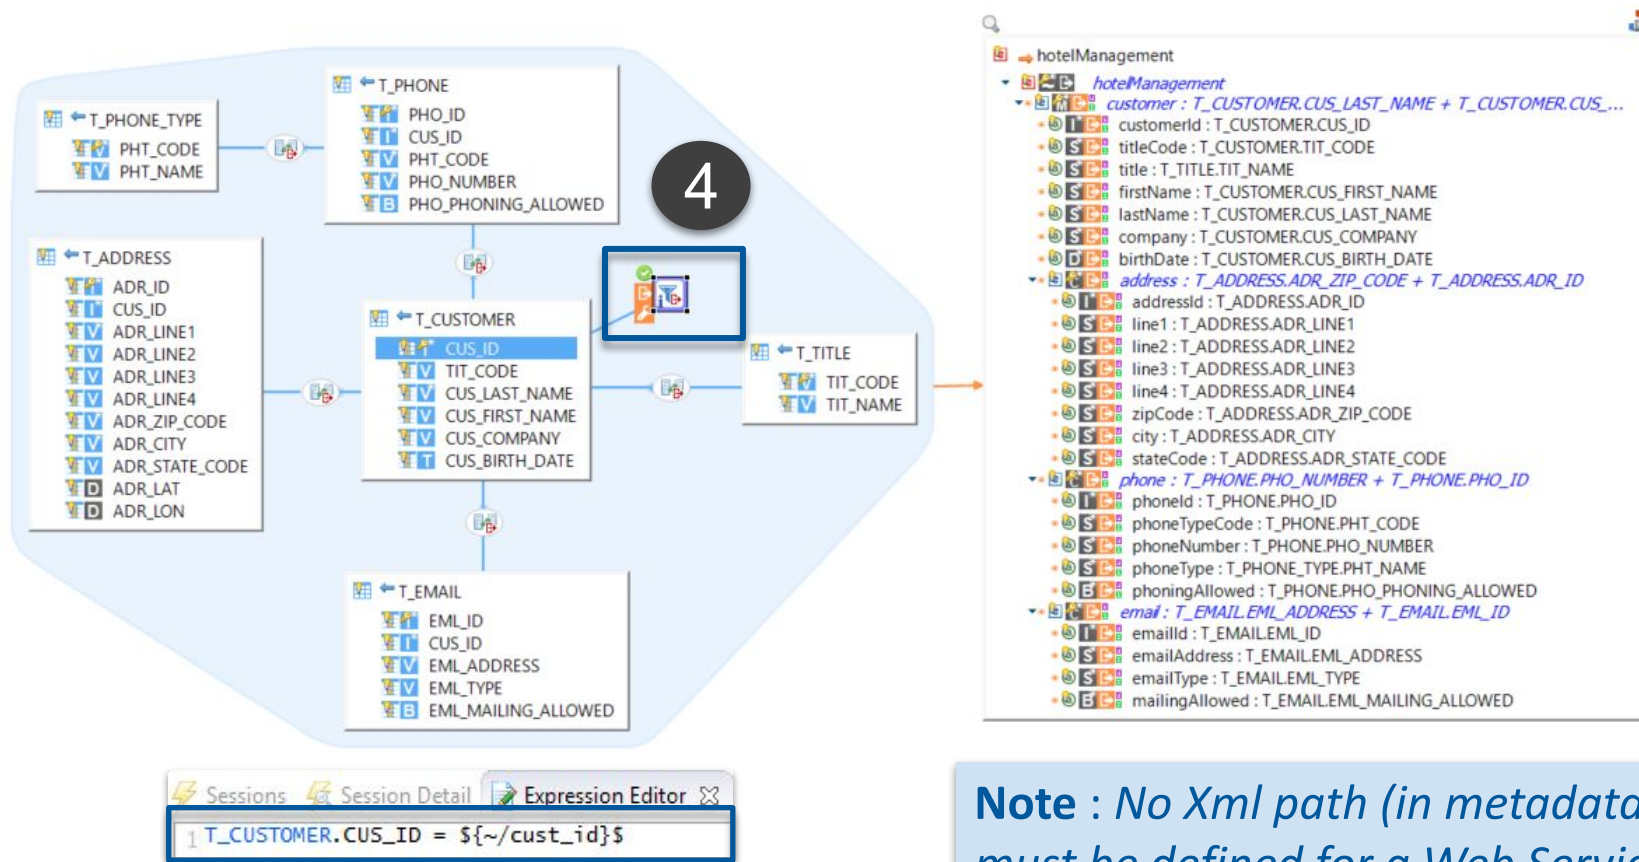 T_PHONE_TYPE
PHT_CODE
PHT_NAME
T_PHONE
PHO_ID
CUS_ID
PHT_CODE
PHO_NUMBER
PHO_PHONING_ALLOWED
4
T_ADDRESS
ADR_ID
CUS_ID
ADR_LINE1
ADR_LINE2
ADR_LINE3
ADR_LINE4
ADR_ZIP_CODE
ADR_CITY
ADR_STATE_CODE
ADR_LAT
ADR_LON
T_CUSTOMER
CUS_ID
TIT_CODE
CUS_LAST_NAME
CUS_FIRST_NAME
CUS_COMPANY
CUS_BIRTH_DATE
T_TITLE
TIT_CODE
TIT_NAME
T_EMAIL
EML_ID
CUS_ID
EML_ADDRESS
EML_TYPE
EML_MAILING_ALLOWED
hotelManagement
hotelManagement
customer : T_CUSTOMER.CUS_LAST_NAME + T_CUSTOMER.CUS_...
customerId : T_CUSTOMER.CUS_ID
titleCode : T_CUSTOMER.TIT_CODE
title : T_TITLE.TIT_NAME
firstName : T_CUSTOMER.CUS_FIRST_NAME
lastName : T_CUSTOMER.CUS_LAST_NAME
company : T_CUSTOMER.CUS_COMPANY
birthDate : T_CUSTOMER.CUS_BIRTH_DATE
address : T_ADDRESS.ADR_ZIP_CODE + T_ADDRESS.ADR_ID
addressId : T_ADDRESS.ADR_ID
line1 : T_ADDRESS.ADR_LINE1
line2 : T_ADDRESS.ADR_LINE2
line3 : T_ADDRESS.ADR_LINE3
line4 : T_ADDRESS.ADR_LINE4
zipCode : T_ADDRESS.ADR_ZIP_CODE
city : T_ADDRESS.ADR_CITY
stateCode : T_ADDRESS.ADR_STATE_CODE
phone : T_PHONE.PHO_NUMBER + T_PHONE.PHO_ID
phoneId : T_PHONE.PHO_ID
phoneTypeCode : T_PHONE.PHT_CODE
phoneNumber : T_PHONE.PHO_NUMBER
phoneType : T_PHONE_TYPE.PHT_NAME
phoningAllowed : T_PHONE.PHO_PHONING_ALLOWED
email : T_EMAIL.EML_ADDRESS + T_EMAIL.EML_ID
emailId : T_EMAIL.EML_ID
emailAddress : T_EMAIL.EML_ADDRESS
emailType : T_EMAIL.EML_TYPE
mailingAllowed : T_EMAIL.EML_MAILING_ALLOWED
Sessions Session Detail Expression Editor
1 T_CUSTOMER.CUS_ID = ${~/cust_id}$
Note : No Xml path (in metadata
must be defined for a Web Servi